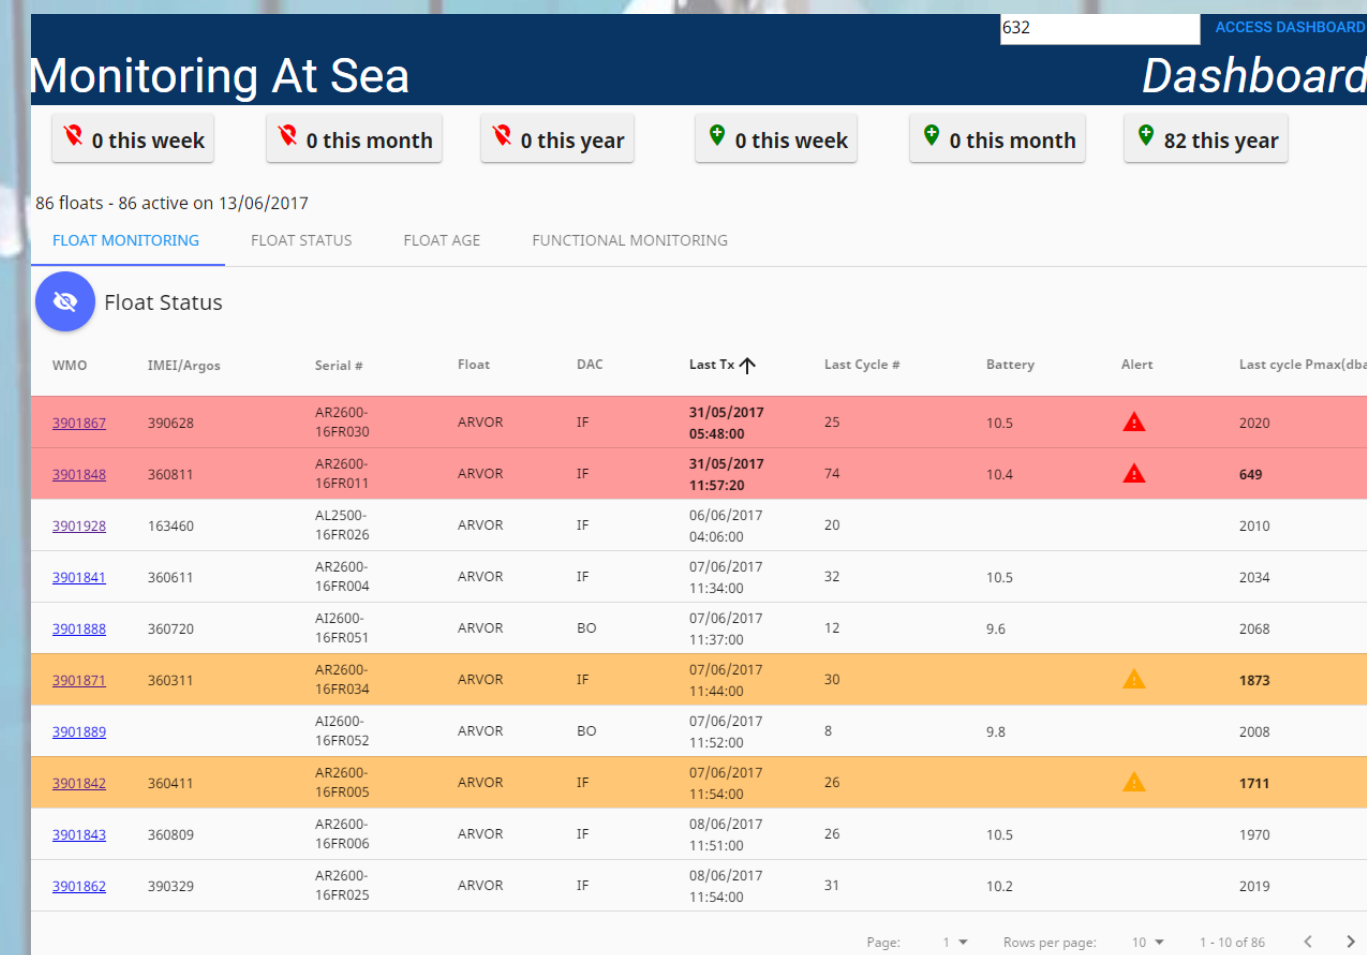 632 ACCESS DASHBOARD
Monitoring At Sea Dashboard
0 this week 0 this month 0 this year 0 this week 0 this month 82 this year
86 floats - 86 active on 13/06/2017
FLOAT MONITORING FLOAT STATUS FLOAT AGE FUNCTIONAL MONITORING
Float Status
WMO IMEI/Argos Serial # Float DAC Last Tx Last Cycle # Battery Alert Last cycle Pmax(dba
3901867 390628 AR2600-16FR030 ARVOR IF 31/05/2017 05:48:00 25 10.5 2020
3901848 360811 AR2600-16FR011 ARVOR IF 31/05/2017 11:57:20 74 10.4 649
3901928 163460 AL2500-16FR026 ARVOR IF 06/06/2017 04:06:00 20 2010
3901841 360611 AR2600-16FR004 ARVOR IF 07/06/2017 11:34:00 32 10.5 2034
3901888 360720 AI2600-16FR051 ARVOR BO 07/06/2017 11:37:00 12 9.6 2068
3901871 360311 AR2600-16FR034 ARVOR IF 07/06/2017 11:44:00 30 1873
3901889 AI2600-16FR052 ARVOR BO 07/06/2017 11:52:00 8 9.8 2008
3901842 360411 AR2600-16FR005 ARVOR IF 07/06/2017 11:54:00 26 1711
3901843 360809 AR2600-16FR006 ARVOR IF 08/06/2017 11:51:00 26 10.5 1970
3901862 390329 AR2600-16FR025 ARVOR IF 08/06/2017 11:54:00 31 10.2 2019
Page: 1 Rows per page: 10 1 - 10 of 86